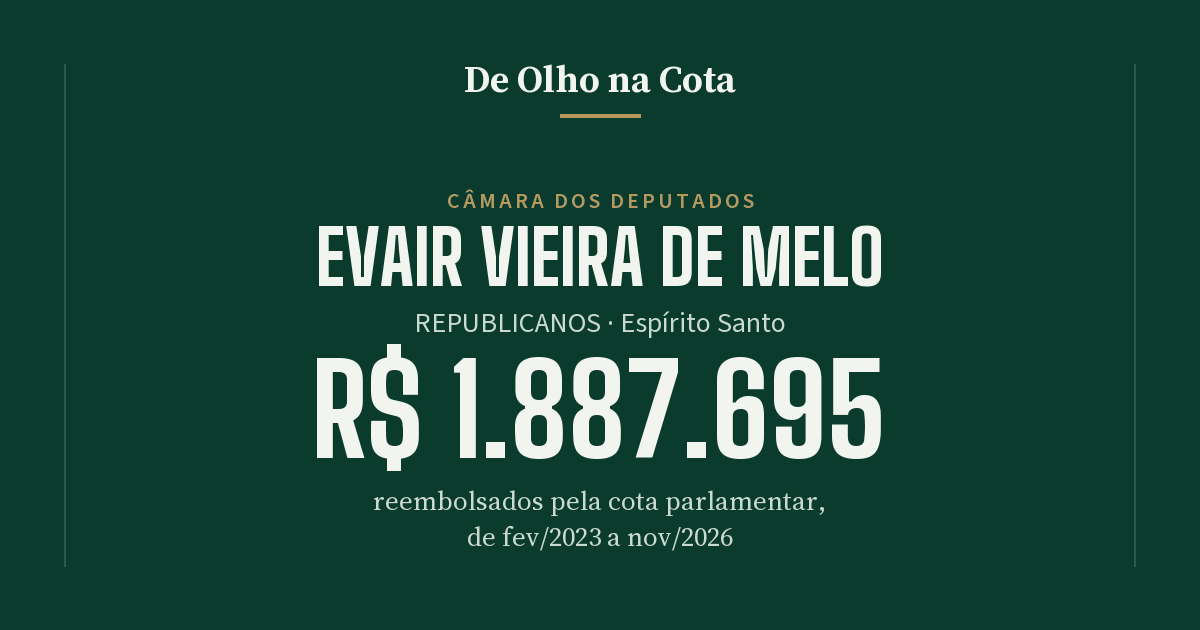 De Olho na Cota
CÂMARA DOS DEPUTADOS
EVAIR VIEIRA DE MELO
REPUBLICANOS · Espírito Santo
R$ 1.887.695
reembolsados pela cota parlamentar,
de fev/2023 a nov/2026